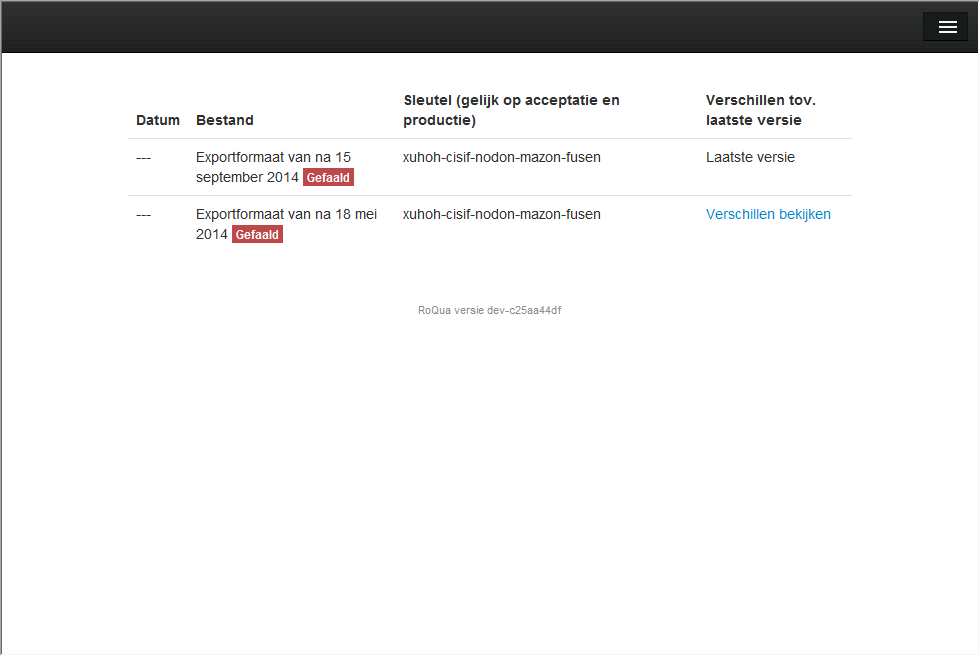 Datum Bestand Sleutel (gelijk op acceptatie en productie) Verschillen tov. laatste versie
--- Exportformaat van na 15 xuhoh-cisif-nodon-mazon-fusen Laatste versie
september 2014 Gefaald
--- Exportformaat van na 18 mei xuhoh-cisif-nodon-mazon-fusen Verschillen bekijken
2014 Gefaald
RoQua versie dev-c25aa44df